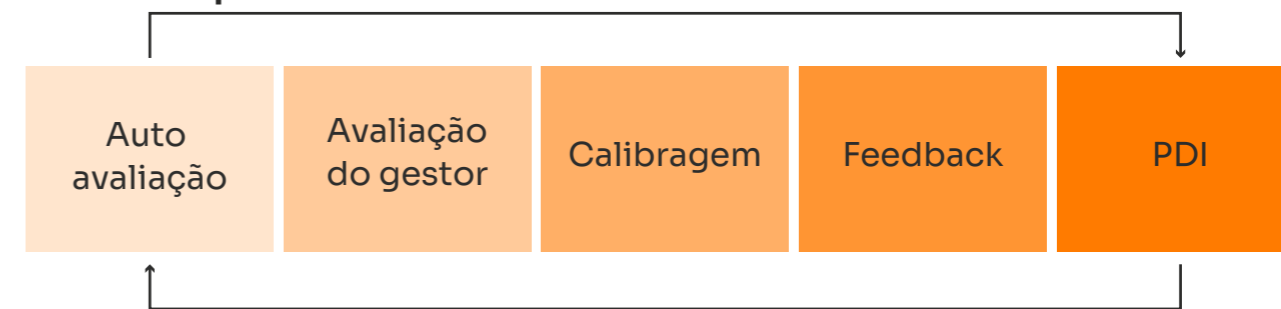 Auto
avaliação
Avaliação
do gestor
Calibragem
Feedback
PDI